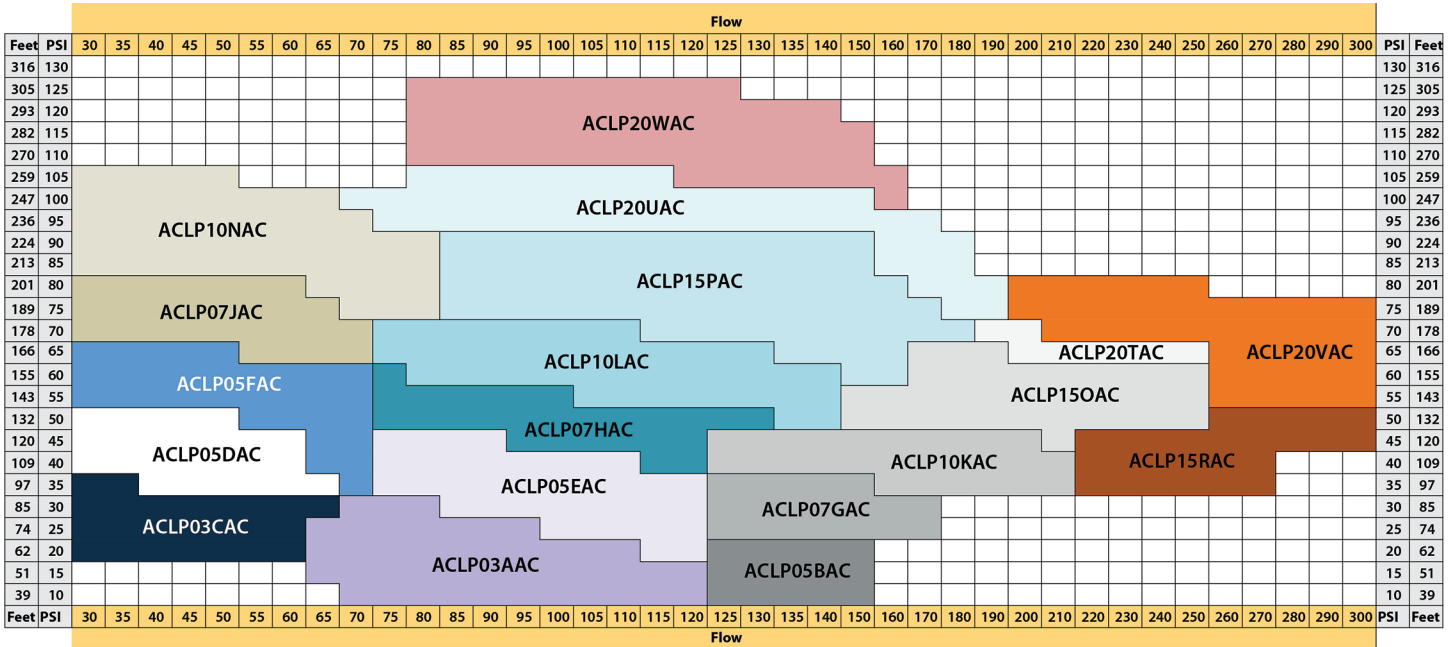 Flow
Feet PSI 30 35 40 45 50 55 60 65 70 75 80 85 90 95 100 105 110 115 120 125 130 135 140 150 160 170 180 190 200 210 220 230 240 250 260 270 280 290 300 PSI Feet
316 130 130 316
305 125 125 305
293 120 ACLP20WAC 120 293
282 115 115 282
270 110 110 270
259 105 105 259
247 100 ACLP20UAC 100 247
236 95 ACLP10NAC 95 236
224 90 90 224
213 85 85 213
201 80 ACLP15PAC 80 201
189 75 ACLP07JAC 75 189
178 70 70 178
166 65 ACLP10LAC ACLP20TAC ACLP20VAC 65 166
155 60 ACLP05FAC 60 155
143 55 ACLP15OAC 55 143
132 50 ACLP07HAC 50 132
120 45 ACLP05DAC 45 120
109 40 ACLP10KAC ACLP15RAC 40 109
97 35 ACLP05EAC 35 97
85 30 ACLP07GAC 30 85
74 25 ACLP03CAC 25 74
62 20 20 62
51 15 ACLP03AAC ACLP05BAC 15 51
39 10 10 39
Feet PSI 30 35 40 45 50 55 60 65 70 75 80 85 90 95 100 105 110 115 120 125 130 135 140 150 160 170 180 190 200 210 220 230 240 250 260 270 280 290 300 PSI Feet
Flow